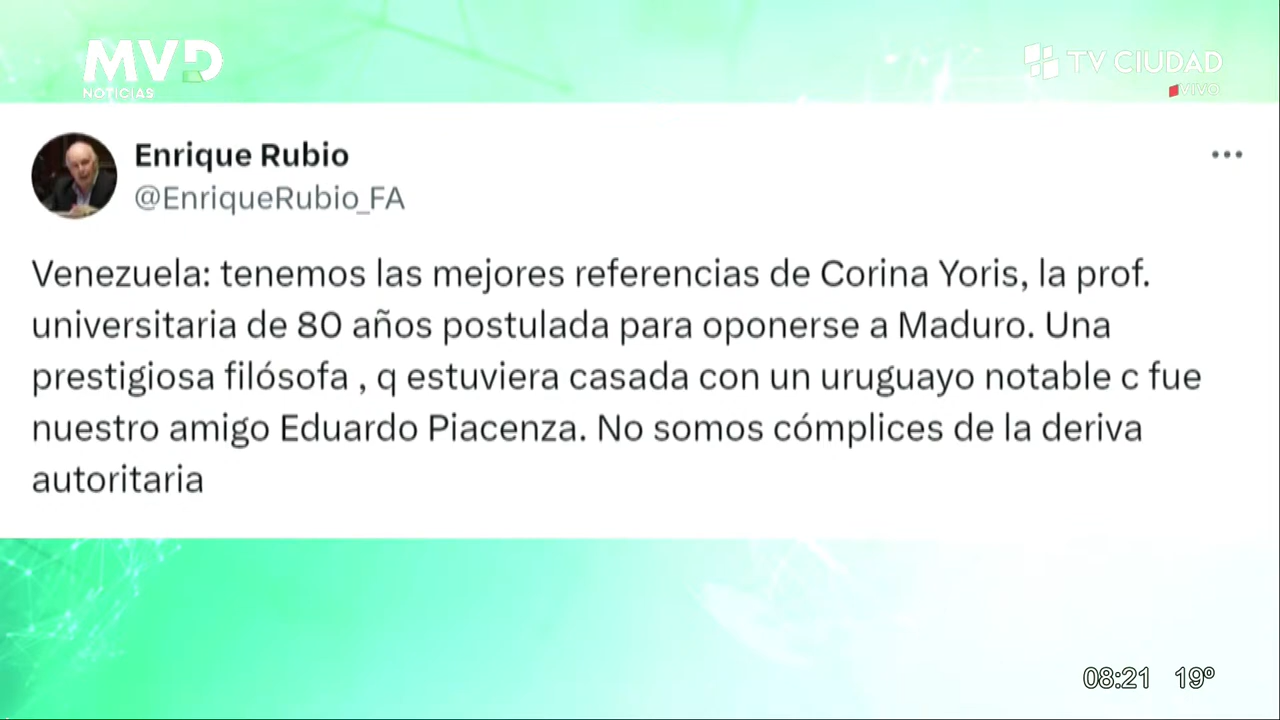 MVD
NOTICIAS
TV CIUDAD
VIVO
Enrique Rubio
@EnriqueRubio_FA
Venezuela: tenemos las mejores referencias de Corina Yoris, la prof.
universitaria de 80 años postulada para oponerse a Maduro. Una
prestigiosa filósofa , q estuviera casada con un uruguayo notable c fue
nuestro amigo Eduardo Piacenza. No somos cómplices de la deriva
autoritaria
08:21 19º